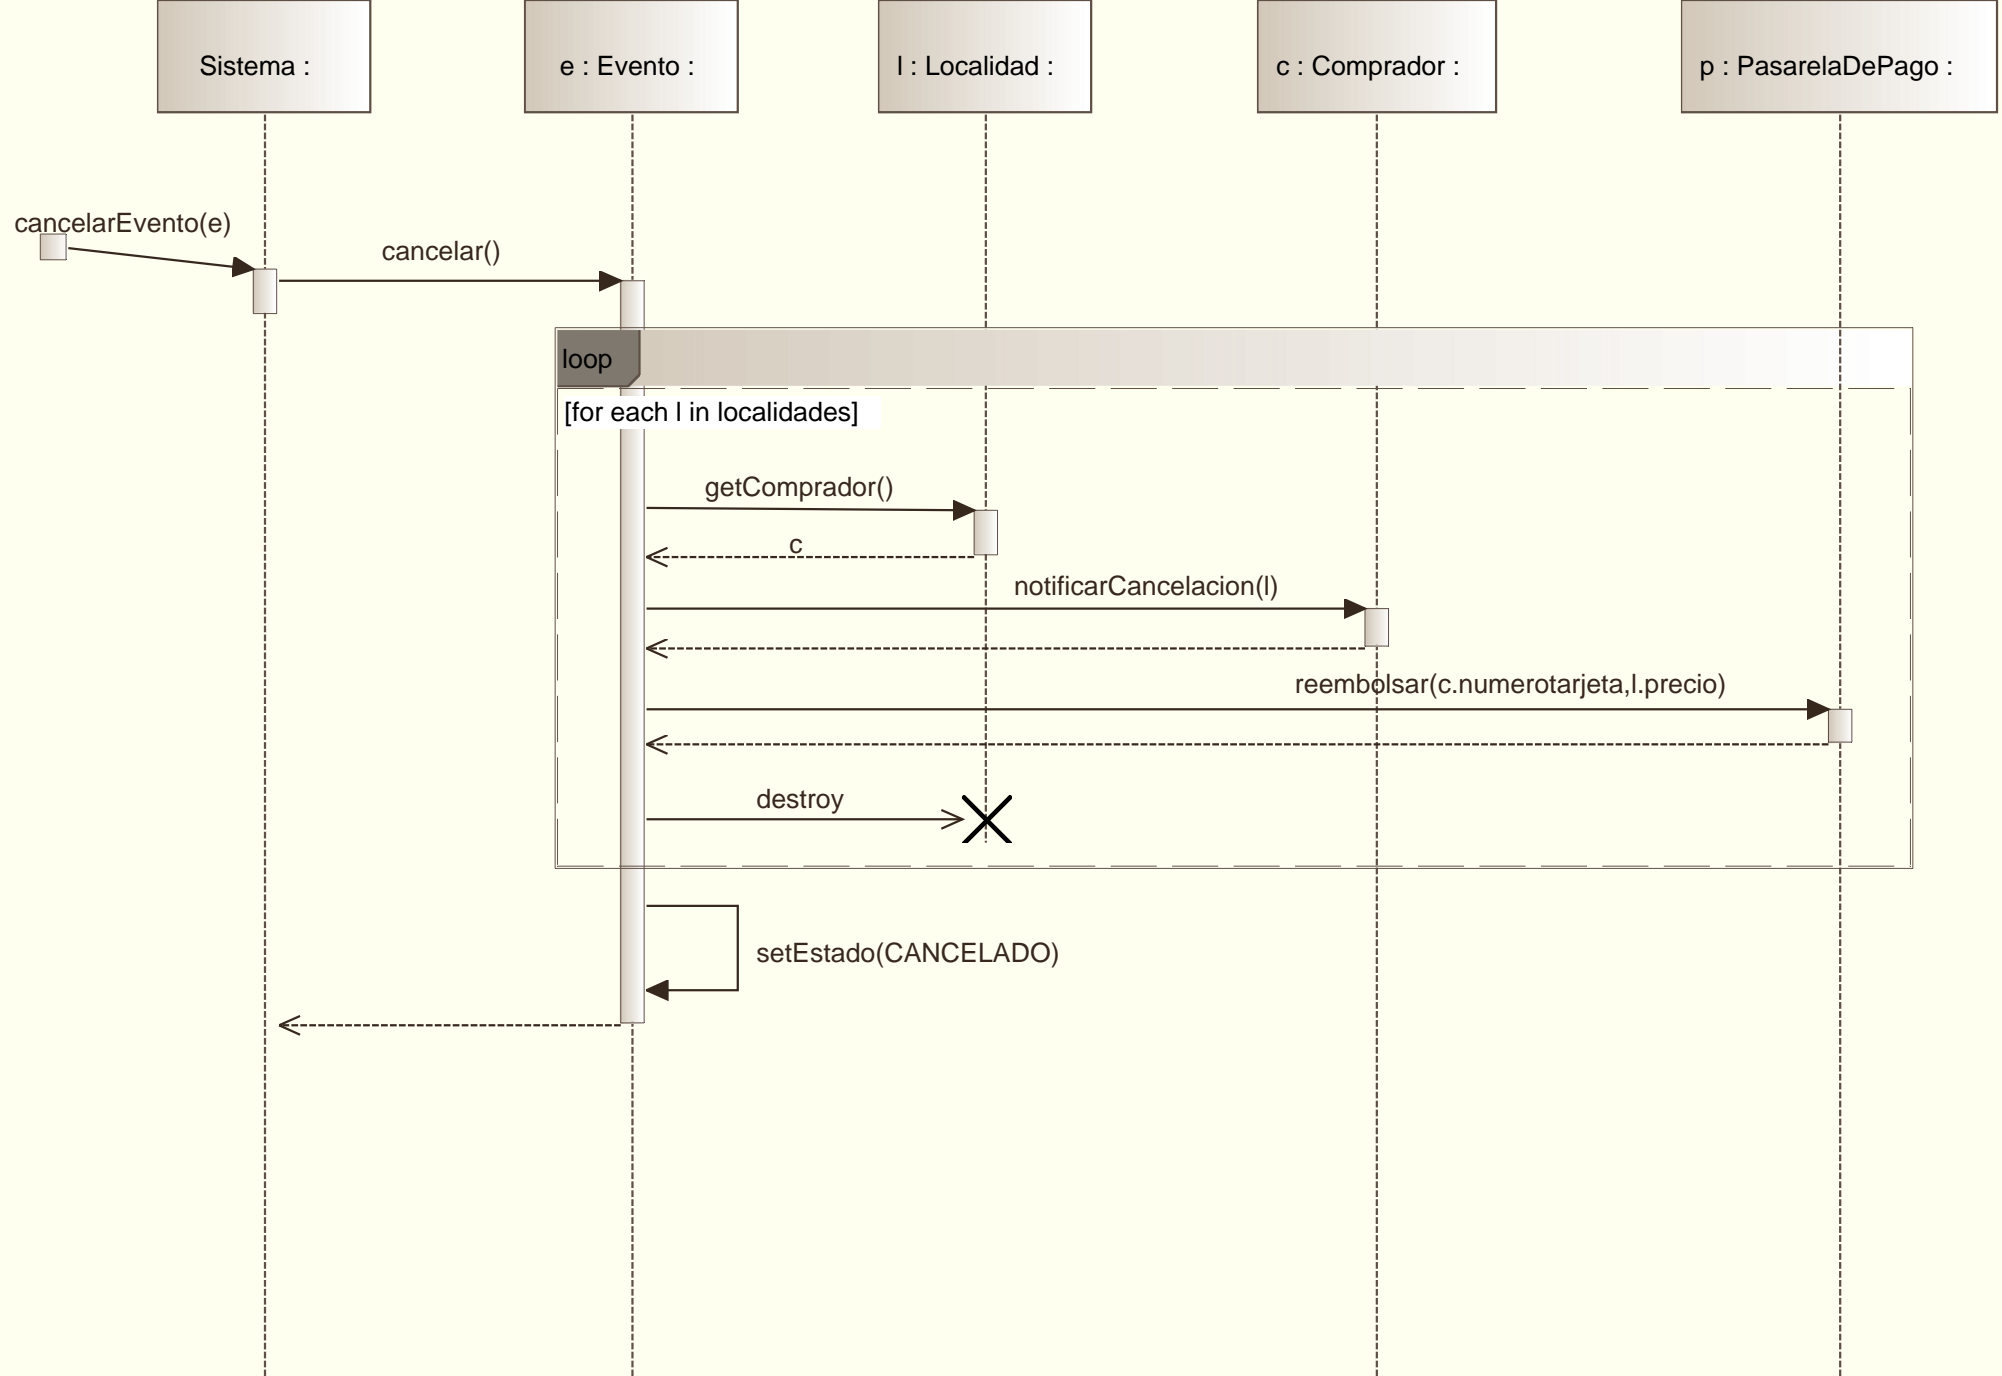 Sistema :
e : Evento :
l : Localidad :
c : Comprador :
p : PasarelaDePago :
cancelarEvento(e)
cancelar()
loop
[for each l in localidades]
getComprador()
c
notificarCancelacion(l)
reembolsar(c.numerotarjeta,l.precio)
destroy
setEstado(CANCELADO)